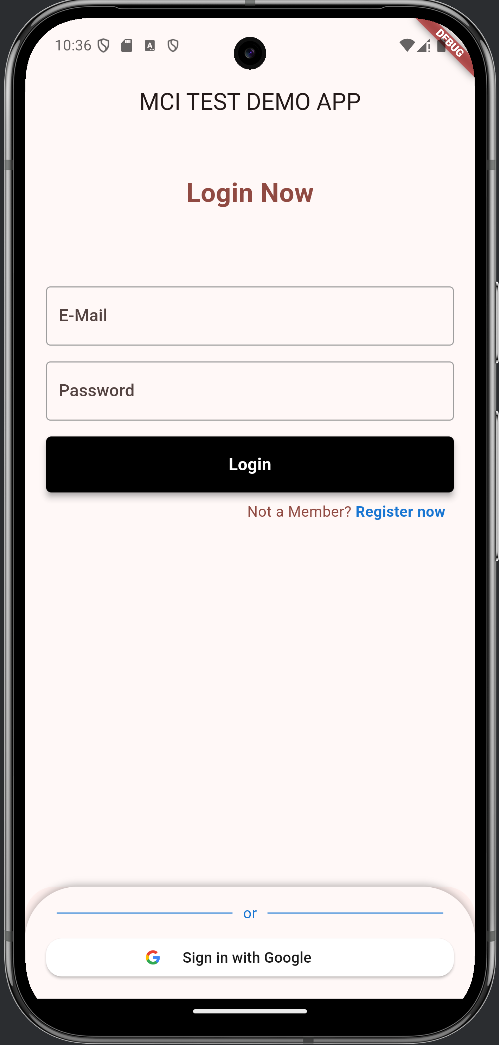 10:36
A
DEBUG
MCI TEST DEMO APP
Login Now
E-Mail
Password
Login
Not a Member? Register now
or
G Sign in with Google